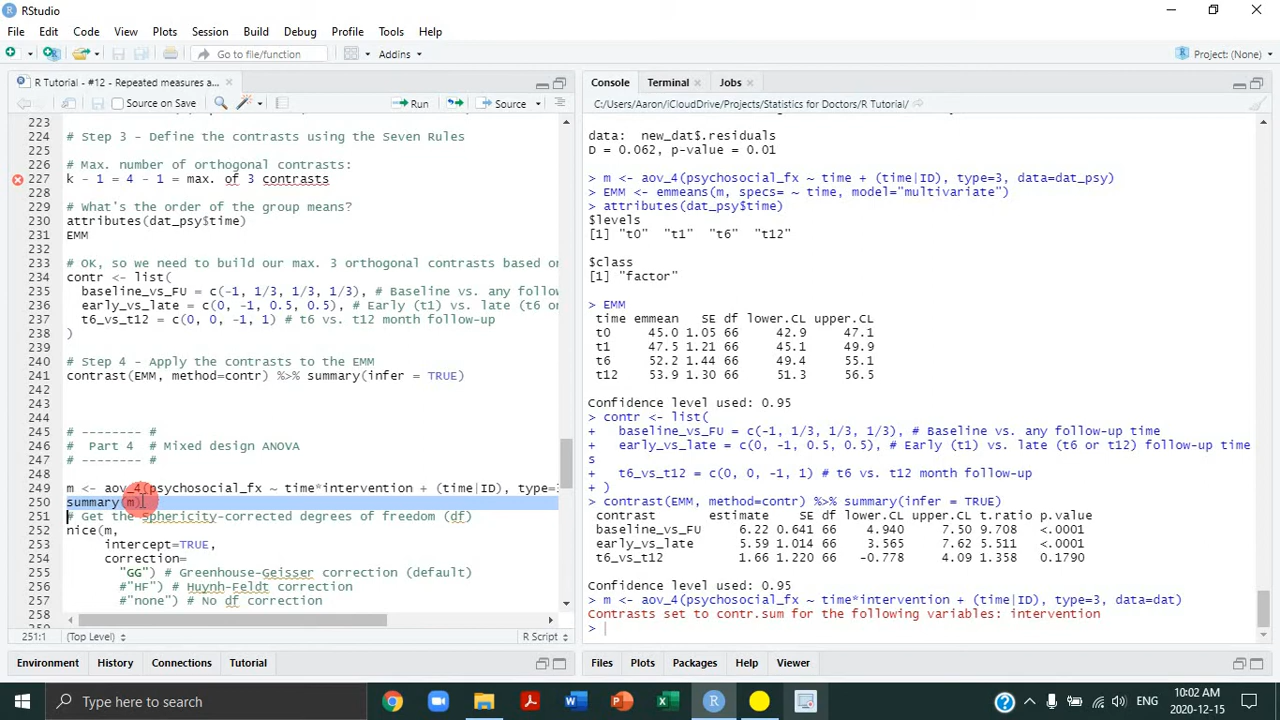 RStudio
File Edit Code View Plots Session Build Debug Profile Tools Help
Go to file/function Addins Project: (None)
R Tutorial - #12 - Repeated measures a...
Source on Save Run Source
223
224 # Step 3 - Define the contrasts using the Seven Rules
225
226 # Max. number of orthogonal contrasts:
227 k - 1 = 4 - 1 = max. of 3 contrasts
228
229 # What's the order of the group means?
230 attributes(dat_psy$time)
231 EMM
232
233 # OK, so we need to build our max. 3 orthogonal contrasts based on
234 contr <- list(
235 baseline_vs_FU = c(-1, 1/3, 1/3, 1/3), # Baseline vs. any follow
236 early_vs_late = c(0, -1, 0.5, 0.5), # Early (t1) vs. late (t6 or
237 t6_vs_t12 = c(0, 0, -1, 1) # t6 vs. t12 month follow-up
238 )
239
240 # Step 4 - Apply the contrasts to the EMM
241 contrast(EMM, method=contr) %>% summary(infer = TRUE)
242
243
244
245 # -------- #
246 # Part 4 # Mixed design ANOVA
247 # -------- #
248
249 m <- aov_4(psychosocial_fx ~ time*intervention + (time|ID), type=3
250 summary(m)
251 # Get the Sphericity-corrected degrees of freedom (df)
252 nice(m,
253 intercept=TRUE,
254 correction=
255 "GG") # Greenhouse-Geisser correction (default)
256 #"HF") # Huynh-Feldt correction
257 #"none") # No df correction
258
251:1 (Top Level) R Script
Environment History Connections Tutorial
Console Terminal Jobs
C:/Users/Aaron/iCloudDrive/Projects/Statistics for Doctors/R Tutorial/
data: new_dat$.residuals
D = 0.062, p-value = 0.01
> m <- aov_4(psychosocial_fx ~ time + (time|ID), type=3, data=dat_psy)
> EMM <- emmeans(m, specs= ~ time, model="multivariate")
> attributes(dat_psy$time)
$levels
[1] "t0" "t1" "t6" "t12"
$class
[1] "factor"
> EMM
time emmean SE df lower.CL upper.CL
t0 45.0 1.05 66 42.9 47.1
t1 47.5 1.21 66 45.1 49.9
t6 52.2 1.44 66 49.4 55.1
t12 53.9 1.30 66 51.3 56.5
Confidence level used: 0.95
> contr <- list(
+ baseline_vs_FU = c(-1, 1/3, 1/3, 1/3), # Baseline vs. any follow-up time
+ early_vs_late = c(0, -1, 0.5, 0.5), # Early (t1) vs. late (t6 or t12) follow-up time
s
+ t6_vs_t12 = c(0, 0, -1, 1) # t6 vs. t12 month follow-up
+ )
> contrast(EMM, method=contr) %>% summary(infer = TRUE)
contrast estimate SE df lower.CL upper.CL t.ratio p.value
baseline_vs_FU 6.22 0.641 66 4.940 7.50 9.708 <.0001
early_vs_late 5.59 1.014 66 3.565 7.62 5.511 <.0001
t6_vs_t12 1.66 1.220 66 -0.778 4.09 1.358 0.1790
Confidence level used: 0.95
> m <- aov_4(psychosocial_fx ~ time*intervention + (time|ID), type=3, data=dat)
Contrasts set to contr.sum for the following variables: intervention
>
Files Plots Packages Help Viewer
Type here to search
ENG
10:02 AM
2020-12-15